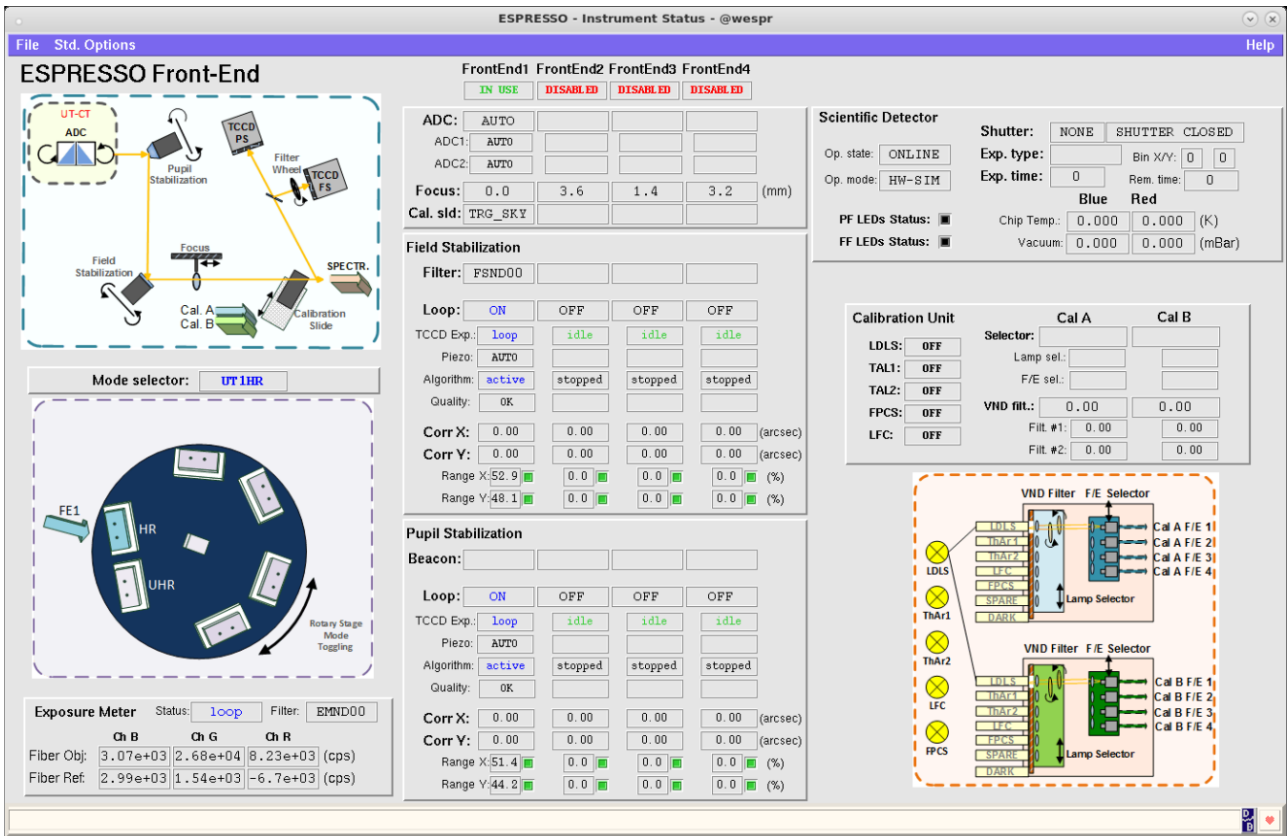 ESPRESSO - Instrument Status - @wespr
File Std. Options Help
ESPRESSO Front-End
UT-CT
ADC
Pupil
Stabilization
TCCD
PS
Filter
Wheel
TCCD
FS
Field
Stabilization
Focus
SPECTR.
Cal. A
Cal. B
Calibration
Slide
Mode selector: UT1HR
FE1
HR
UHR
Rotary Stage
Mode
Toggling
Exposure Meter Status: loop Filter: EMND00
Ch B Ch G Ch R
Fiber Obj: 3.07e+03 2.68e+04 8.23e+03 (cps)
Fiber Ref: 2.99e+03 1.54e+03 -6.7e+03 (cps)
FrontEnd1 FrontEnd2 FrontEnd3 FrontEnd4
IN USE DISABLED DISABLED DISABLED
ADC: AUTO
ADC1: AUTO
ADC2: AUTO
Focus: 0.0 3.6 1.4 3.2 (mm)
Cal. sld: TRG_SKY
Field Stabilization
Filter: FSND00
Loop: ON OFF OFF OFF
TCCD Exp.: loop idle idle idle
Piezo: AUTO
Algorithm: active stopped stopped stopped
Quality: OK
Corr X: 0.00 0.00 0.00 0.00 (arcsec)
Corr Y: 0.00 0.00 0.00 0.00 (arcsec)
Range X: 52.9 0.0 0.0 0.0 (%)
Range Y: 48.1 0.0 0.0 0.0 (%)
Pupil Stabilization
Beacon:
Loop: ON OFF OFF OFF
TCCD Exp.: loop idle idle idle
Piezo: AUTO
Algorithm: active stopped stopped stopped
Quality: OK
Corr X: 0.00 0.00 0.00 0.00 (arcsec)
Corr Y: 0.00 0.00 0.00 0.00 (arcsec)
Range X: 51.4 0.0 0.0 0.0 (%)
Range Y: 44.2 0.0 0.0 0.0 (%)
Scientific Detector
Shutter: NONE SHUTTER CLOSED
Op. state: ONLINE Exp. type: Bin X/Y: 0 0
Op. mode: HW-SIM Exp. time: 0 Rem. time: 0
Blue Red
PF LEDs Status: Chip Temp.: 0.000 0.000 (K)
FF LEDs Status: Vacuum: 0.000 0.000 (mBar)
Calibration Unit Cal A Cal B
LDLS: OFF Selector:
TAL1: OFF Lamp sel.:
TAL2: OFF F/E sel.:
FPCS: OFF VND filt.: 0.00 0.00
LFC: OFF Filt. #1: 0.00 0.00
Filt. #2: 0.00 0.00
VND Filter F/E Selector
LDLS Cal A F/E 1
ThAr1 Cal A F/E 2
ThAr2 Cal A F/E 3
LFC Cal A F/E 4
FPCS
SPARE Lamp Selector
DARK
LDLS
ThAr1
ThAr2
LFC
FPCS
VND Filter F/E Selector
LDLS Cal B F/E 1
ThAr1 Cal B F/E 2
ThAr2 Cal B F/E 3
LFC Cal B F/E 4
FPCS
SPARE Lamp Selector
DARK